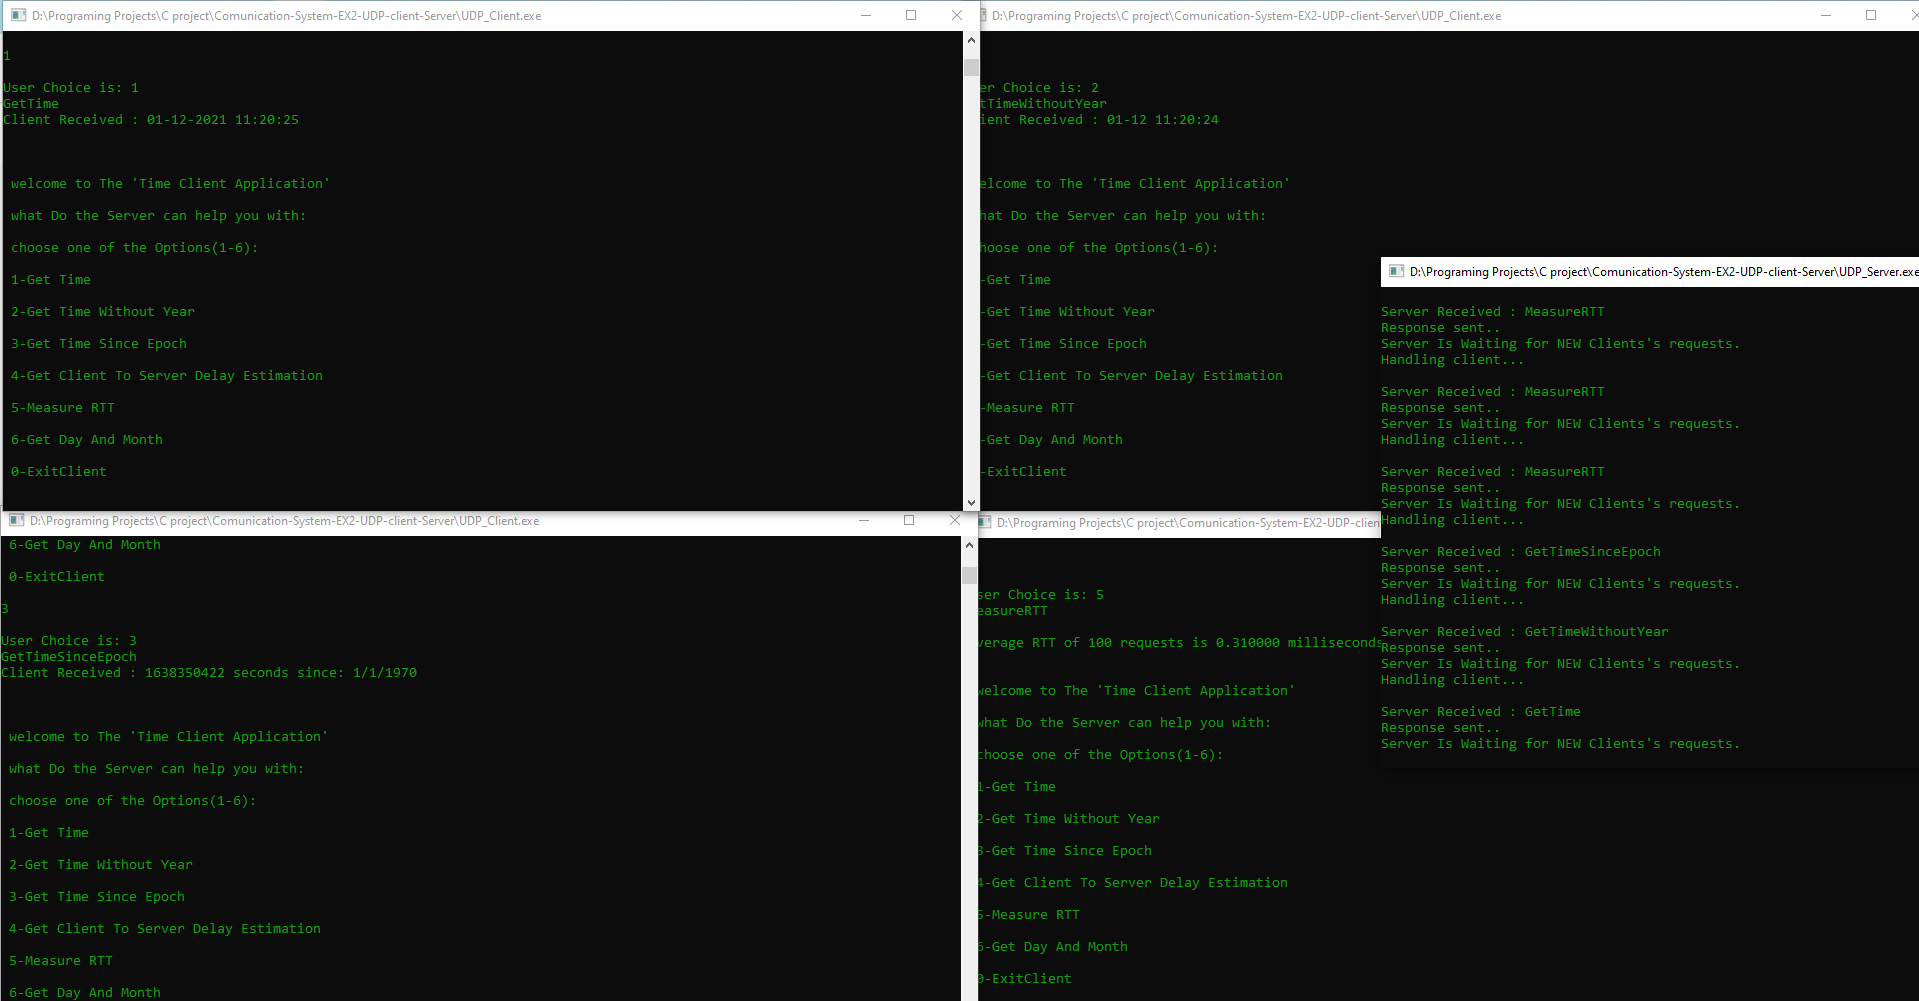 D:\Programing Projects\C project\Comunication-System-EX2-UDP-client-Server\UDP_Client.exe
1
User Choice is: 1
GetTime
Client Received : 01-12-2021 11:20:25
welcome to The 'Time Client Application'
what Do the Server can help you with:
choose one of the Options(1-6):
1-Get Time
2-Get Time Without Year
3-Get Time Since Epoch
4-Get Client To Server Delay Estimation
5-Measure RTT
6-Get Day And Month
0-ExitClient
D:\Programing Projects\C project\Comunication-System-EX2-UDP-client-Server\UDP_Client.exe
er Choice is: 2
tTimeWithoutYear
ient Received : 01-12 11:20:24
elcome to The 'Time Client Application'
hat Do the Server can help you with:
hoose one of the Options(1-6):
-Get Time
-Get Time Without Year
-Get Time Since Epoch
-Get Client To Server Delay Estimation
-Measure RTT
-Get Day And Month
-ExitClient
D:\Programing Projects\C project\Comunication-System-EX2-UDP-client-Server\UDP_Server.exe
Server Received : MeasureRTT
Response sent..
Server Is Waiting for NEW Clients's requests.
Handling client...
Server Received : MeasureRTT
Response sent..
Server Is Waiting for NEW Clients's requests.
Handling client...
Server Received : MeasureRTT
Response sent..
Server Is Waiting for NEW Clients's requests.
Handling client...
Server Received : GetTimeSinceEpoch
Response sent..
Server Is Waiting for NEW Clients's requests.
Handling client...
Server Received : GetTimeWithoutYear
Response sent..
Server Is Waiting for NEW Clients's requests.
Handling client...
Server Received : GetTime
Response sent..
Server Is Waiting for NEW Clients's requests.
D:\Programing Projects\C project\Comunication-System-EX2-UDP-client-Server\UDP_Client.exe
6-Get Day And Month
0-ExitClient
3
User Choice is: 3
GetTimeSinceEpoch
Client Received : 1638350422 seconds since: 1/1/1970
welcome to The 'Time Client Application'
what Do the Server can help you with:
choose one of the Options(1-6):
1-Get Time
2-Get Time Without Year
3-Get Time Since Epoch
4-Get Client To Server Delay Estimation
5-Measure RTT
6-Get Day And Month
D:\Programing Projects\C project\Comunication-System-EX2-UDP-clien
ser Choice is: 5
easureRTT
verage RTT of 100 requests is 0.310000 milliseconds
welcome to The 'Time Client Application'
what Do the Server can help you with:
choose one of the Options(1-6):
1-Get Time
2-Get Time Without Year
3-Get Time Since Epoch
4-Get Client To Server Delay Estimation
5-Measure RTT
6-Get Day And Month
0-ExitClient